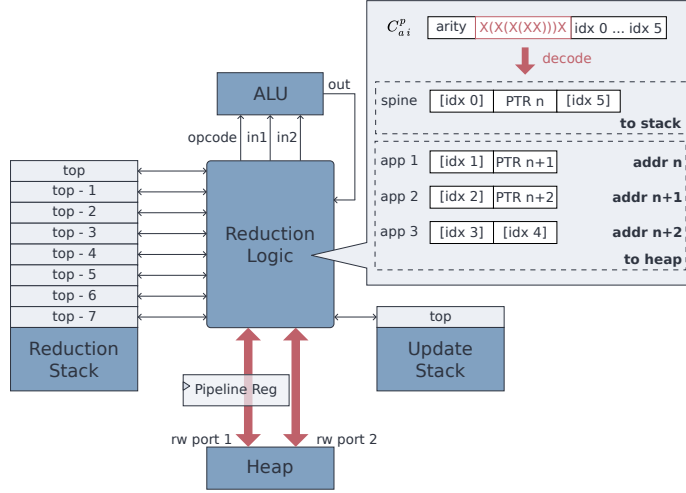 C^p_{a i} arity X(X(X(XX)))X idx 0 ... idx 5
decode
spine [idx 0] PTR n [idx 5]
to stack
app 1 [idx 1] PTR n+1 addr n
app 2 [idx 2] PTR n+2 addr n+1
app 3 [idx 3] [idx 4] addr n+2
to heap
ALU
out
opcode in1 in2
top
top - 1
top - 2
top - 3
top - 4
top - 5
top - 6
top - 7
Reduction
Stack
Reduction
Logic
top
Update
Stack
Pipeline Reg
rw port 1
rw port 2
Heap